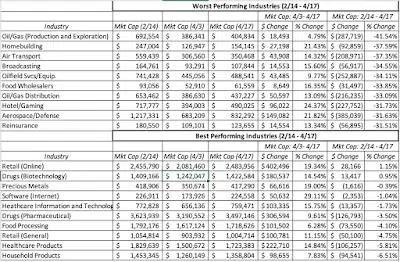 Worst Performing Industries (2/14 - 4/17)
Mkt Cap: 4/3- 4/17 Mkt Cap: 2/14 - 4/17
Industry Mkt Cap (2/14) Mkt Cap (4/3) Mkt Cap (4/17) $ Change % Change $ Change % Change
Oil/Gas (Production and Exploration) $ 692,554 $ 386,341 $ 404,834 $ 18,493 4.79% $(287,719) -41.54%
Homebuilding $ 247,004 $ 126,947 $ 154,145 $ 27,198 21.43% $ (92,859) -37.59%
Air Transport $ 559,439 $ 306,560 $ 350,468 $ 43,908 14.32% $(208,971) -37.35%
Broadcasting $ 164,761 $ 93,291 $ 107,844 $ 14,553 15.60% $ (56,917) -34.55%
Oilfield Svcs/Equip. $ 741,428 $ 445,056 $ 488,541 $ 43,485 9.77% $(252,887) -34.11%
Food Wholesalers $ 93,056 $ 52,910 $ 61,559 $ 8,649 16.35% $ (31,497) -33.85%
Oil/Gas Distribution $ 653,462 $ 386,630 $ 437,227 $ 50,597 13.09% $(216,235) -33.09%
Hotel/Gaming $ 717,777 $ 394,003 $ 490,025 $ 96,022 24.37% $(227,752) -31.73%
Aerospace/Defense $ 1,217,331 $ 683,209 $ 832,292 $ 149,082 21.82% $(385,039) -31.63%
Reinsurance $ 180,550 $ 109,101 $ 123,655 $ 14,554 13.34% $ (56,895) -31.51%
Best Performing Industries (2/14 - 4/17)
Mkt Cap: 4/3- 4/17 Mkt Cap: 2/14 - 4/17
Industry Mkt Cap (2/14) Mkt Cap (4/3) Mkt Cap (4/17) $ Change % Change $ Change % Change
Retail (Online) $ 2,455,790 $ 2,081,460 $ 2,483,956 $ 402,496 19.34% $ 28,166 1.15%
Drugs (Biotechnology) $ 1,409,166 $ 1,242,047 $ 1,422,584 $ 180,537 14.54% $ 13,417 0.95%
Precious Metals $ 418,906 $ 350,674 $ 417,290 $ 66,616 19.00% $ (1,616) -0.39%
Software (Internet) $ 226,911 $ 173,926 $ 224,558 $ 50,632 29.11% $ (2,353) -1.04%
Heathcare Information and Technolog $ 772,828 $ 656,136 $ 759,471 $ 103,335 15.75% $ (13,357) -1.73%
Drugs (Pharmaceutical) $ 3,623,939 $ 3,190,552 $ 3,497,146 $ 306,594 9.61% $(126,793) -3.50%
Food Processing $ 1,792,176 $ 1,617,124 $ 1,718,626 $ 101,502 6.28% $ (73,550) -4.10%
Retail (General) $ 1,054,814 $ 903,932 $ 1,004,714 $ 100,781 11.15% $ (50,100) -4.75%
Healthcare Products $ 1,829,639 $ 1,500,672 $ 1,723,383 $ 222,710 14.84% $(106,257) -5.81%
Household Products $ 1,453,345 $ 1,260,149 $ 1,358,804 $ 98,655 7.83% $ (94,541) -6.51%